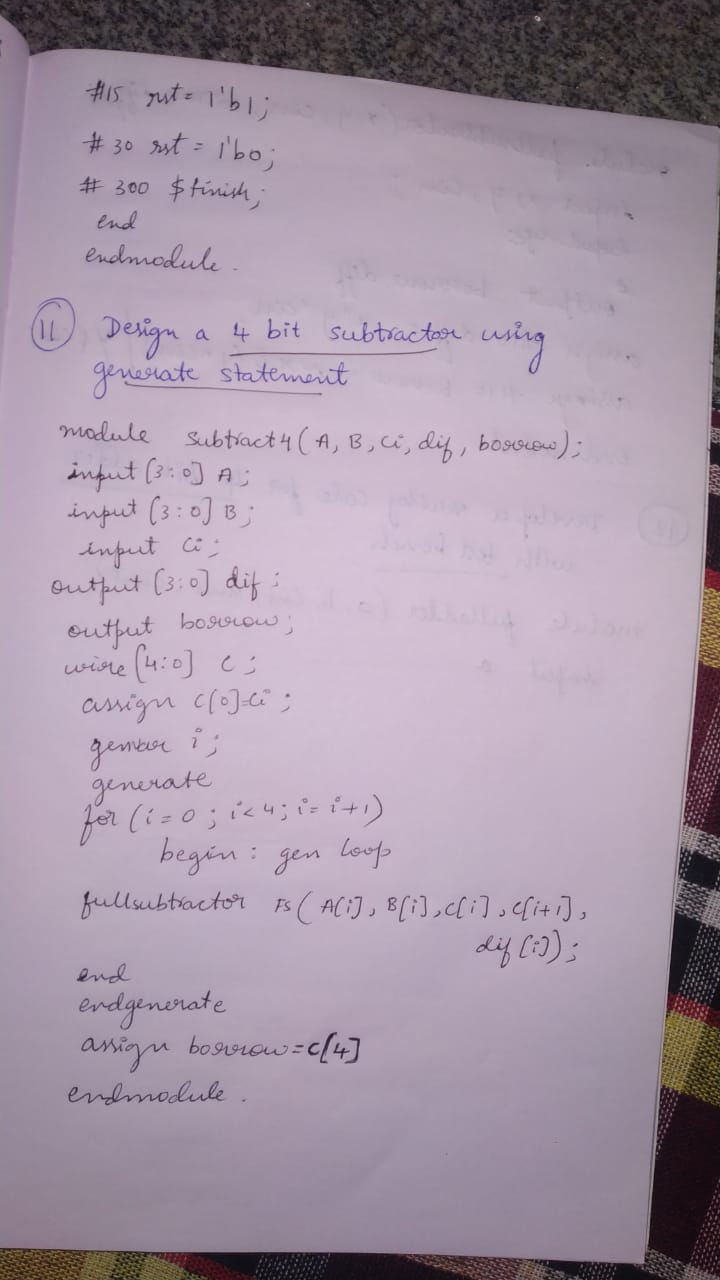 #15 rst = 1'b1;
# 30 rst = 1'b0;
# 300 $finish;
end
endmodule.
11 Design a 4 bit subtractor using
generate statement
module subtract4 (A, B, Ci, dif, borrow);
input [3:0] A;
input [3:0] B;
input Ci;
output [3:0] dif;
output borrow;
wire [4:0] C;
assign C[0]=Ci;
genvar i;
generate
for (i=0; i<4; i=i+1)
begin: gen loop
fullsubtractor FS (A[i], B[i], C[i], C[i+1],
dif[i]);
end
endgenerate
assign borrow=C[4]
endmodule.